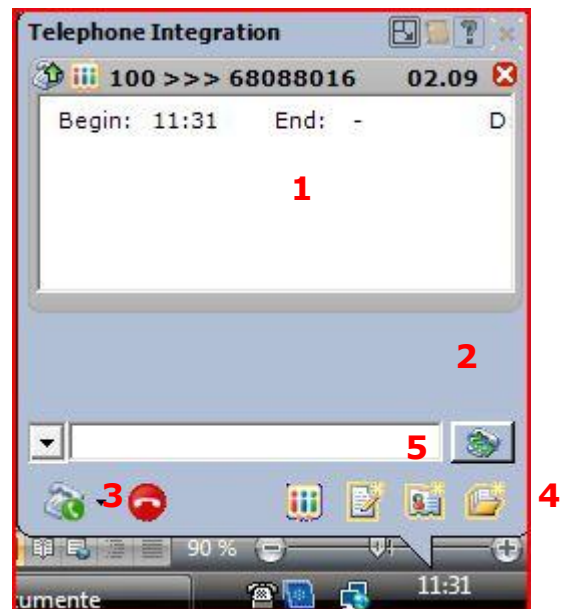 Telephone Integration
100 >>> 68088016 02.09
Begin: 11:31 End: - D
1
2
5
3
4
90 %
umente
11:31